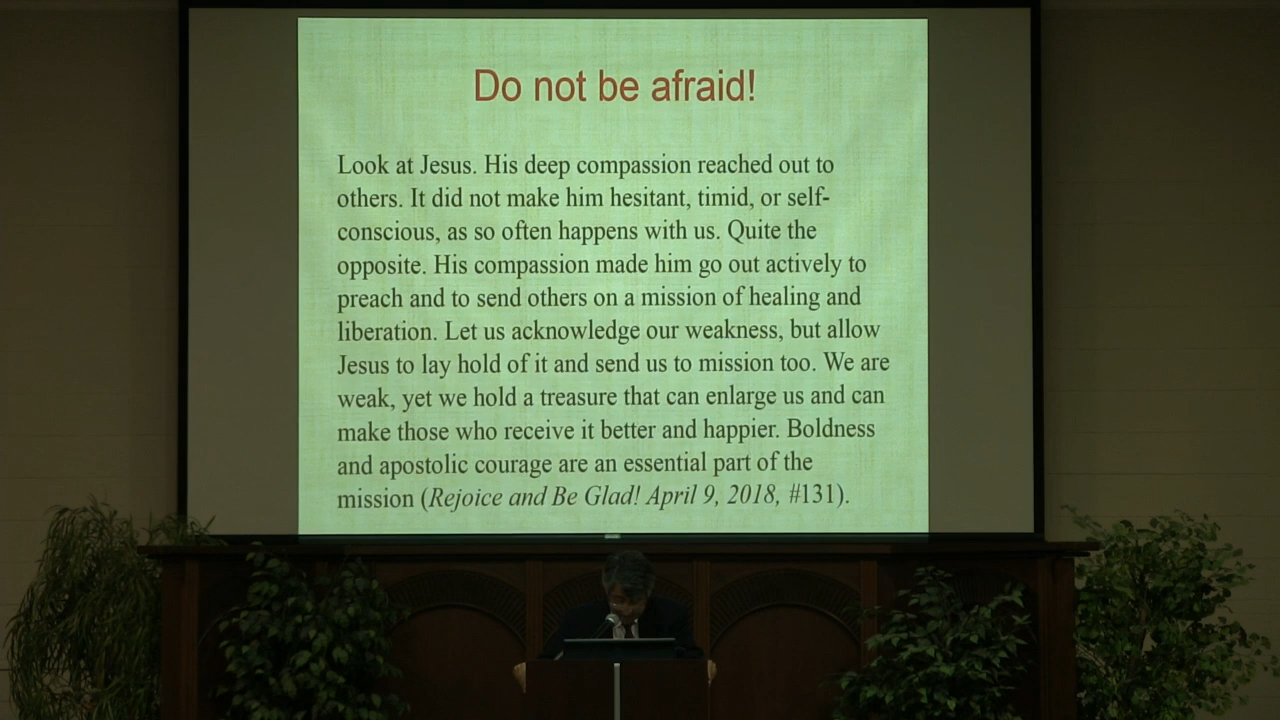 Do not be afraid!
Look at Jesus. His deep compassion reached out to
others. It did not make him hesitant, timid, or self-
conscious, as so often happens with us. Quite the
opposite. His compassion made him go out actively to
preach and to send others on a mission of healing and
liberation. Let us acknowledge our weakness, but allow
Jesus to lay hold of it and send us to mission too. We are
weak, yet we hold a treasure that can enlarge us and can
make those who receive it better and happier. Boldness
and apostolic courage are an essential part of the
mission (Rejoice and Be Glad! April 9, 2018, #131).